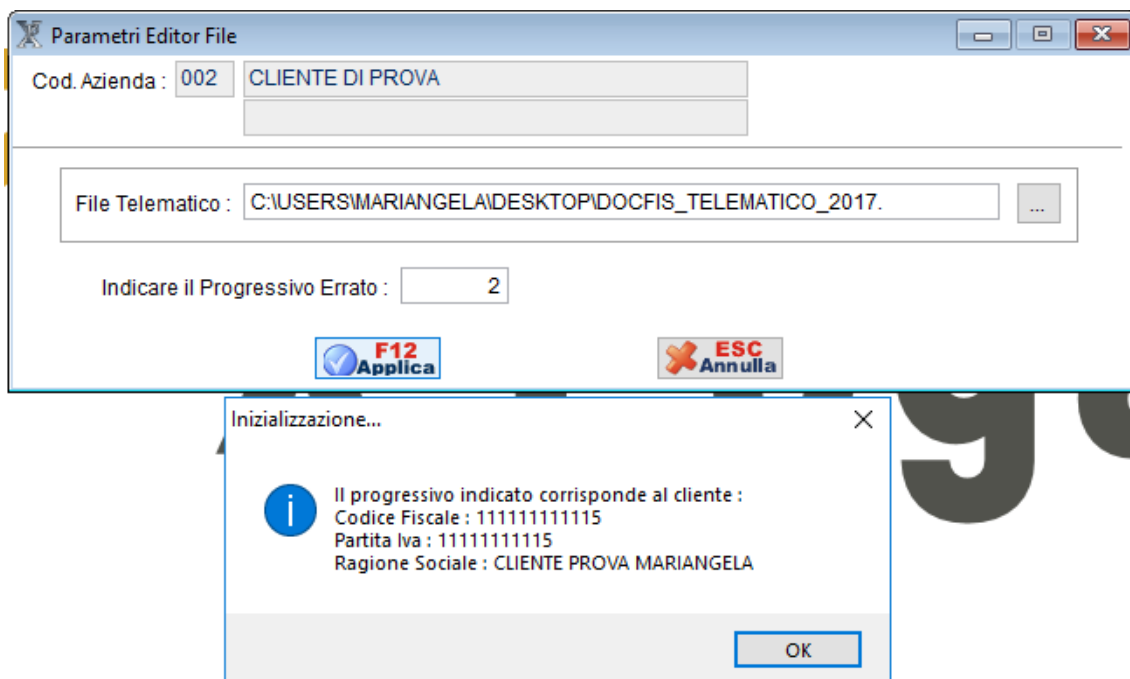 Parametri Editor File
Cod. Azienda : 002 CLIENTE DI PROVA
File Telematico : C:\USERS\MARIANGELA\DESKTOP\DOCFIS_TELEMATICO_2017. ...
Indicare il Progressivo Errato : 2
F12 Applica
ESC Annulla
Inizializzazione...
Il progressivo indicato corrisponde al cliente :
Codice Fiscale : 111111111115
Partita Iva : 11111111115
Ragione Sociale : CLIENTE PROVA MARIANGELA
OK